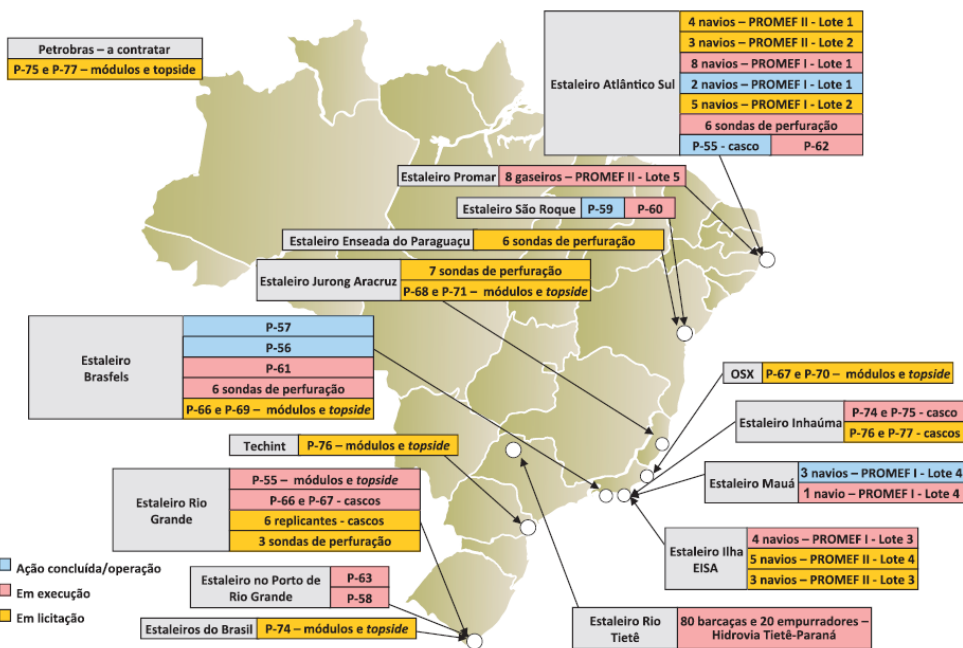 Petrobras – a contratar
P-75 e P-77 – módulos e topside
Estaleiro Atlântico Sul
4 navios – PROMEF II - Lote 1
3 navios – PROMEF II - Lote 2
8 navios – PROMEF I - Lote 1
2 navios – PROMEF I - Lote 1
5 navios – PROMEF I - Lote 2
6 sondas de perfuração
P-55 - casco
P-62
Estaleiro Promar
8 gaseiros – PROMEF II - Lote 5
Estaleiro São Roque
P-59
P-60
Estaleiro Enseada do Paraguaçu
6 sondas de perfuração
Estaleiro Jurong Aracruz
7 sondas de perfuração
P-68 e P-71 – módulos e topside
Estaleiro
Brasfels
P-57
P-56
P-61
6 sondas de perfuração
P-66 e P-69 – módulos e topside
OSX
P-67 e P-70 – módulos e topside
Estaleiro Inhaúma
P-74 e P-75 - casco
P-76 e P-77 - cascos
Techint
P-76 – módulos e topside
Estaleiro Mauá
3 navios – PROMEF I - Lote 4
1 navio – PROMEF I - Lote 4
Estaleiro Rio
Grande
P-55 – módulos e topside
P-66 e P-67 - cascos
6 replicantes - cascos
3 sondas de perfuração
Estaleiro Ilha
EISA
4 navios – PROMEF I - Lote 3
5 navios – PROMEF II - Lote 4
3 navios – PROMEF II - Lote 3
Ação concluída/operação
Em execução
Em licitação
Estaleiro no Porto de
Rio Grande
P-63
P-58
Estaleiros do Brasil
P-74 – módulos e topside
Estaleiro Rio
Tietê
80 barcaças e 20 empurradores –
Hidrovia Tietê-Paraná